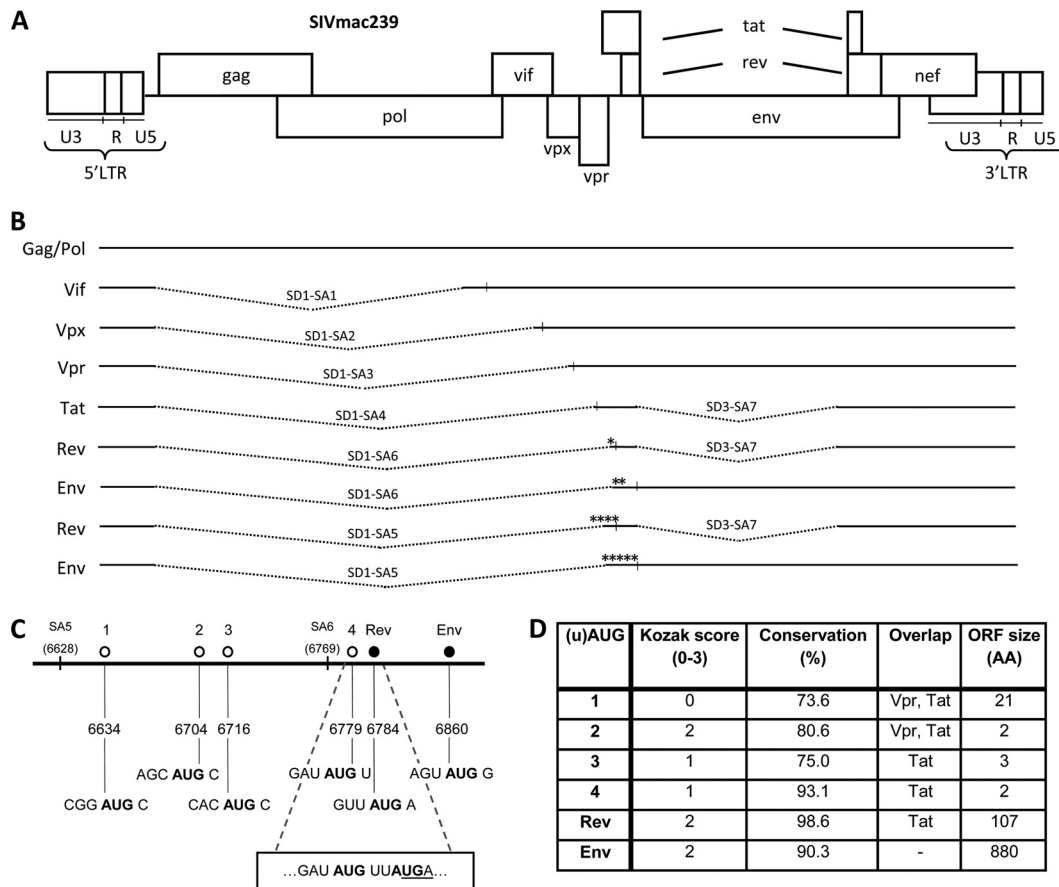 A
SIVmac239
gag
pol
vif
vpx
vpr
tat
rev
env
nef
U3 R U5
5'LTR
U3 R U5
3'LTR
B
Gag/Pol
Vif SD1-SA1
Vpx SD1-SA2
Vpr SD1-SA3
Tat SD1-SA4 SD3-SA7
Rev SD1-SA6 * SD3-SA7
Env SD1-SA6 **
Rev SD1-SA5 **** SD3-SA7
Env SD1-SA5 *****
C
SA5 1 2 3 SA6 4 Rev Env
(6628) (6769)
6634 6704 6716 6779 6784 6860
AGC AUG C GAU AUG U AGU AUG G
CGG AUG C CAC AUG C GUU AUG A
...GAU AUG UUAUGA...
D
(u)AUG Kozak score (0-3) Conservation (%) Overlap ORF size (AA)
1 0 73.6 Vpr, Tat 21
2 2 80.6 Vpr, Tat 2
3 1 75.0 Tat 3
4 1 93.1 Tat 2
Rev 2 98.6 Tat 107
Env 2 90.3 - 880